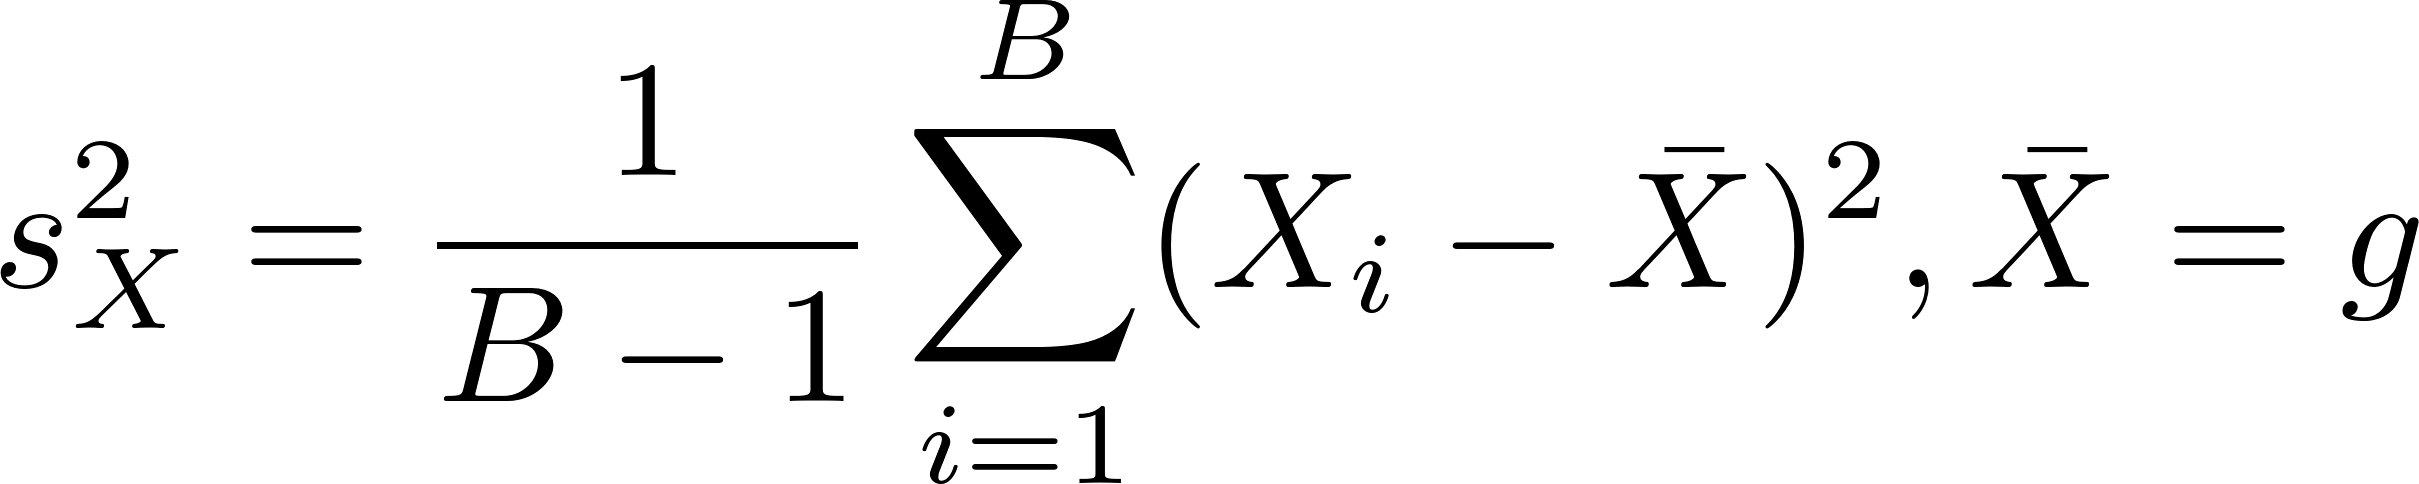 s_X^2 = \frac{1}{B-1} \sum_{i=1}^{B} (X_i - \bar{X})^2, \bar{X} = g